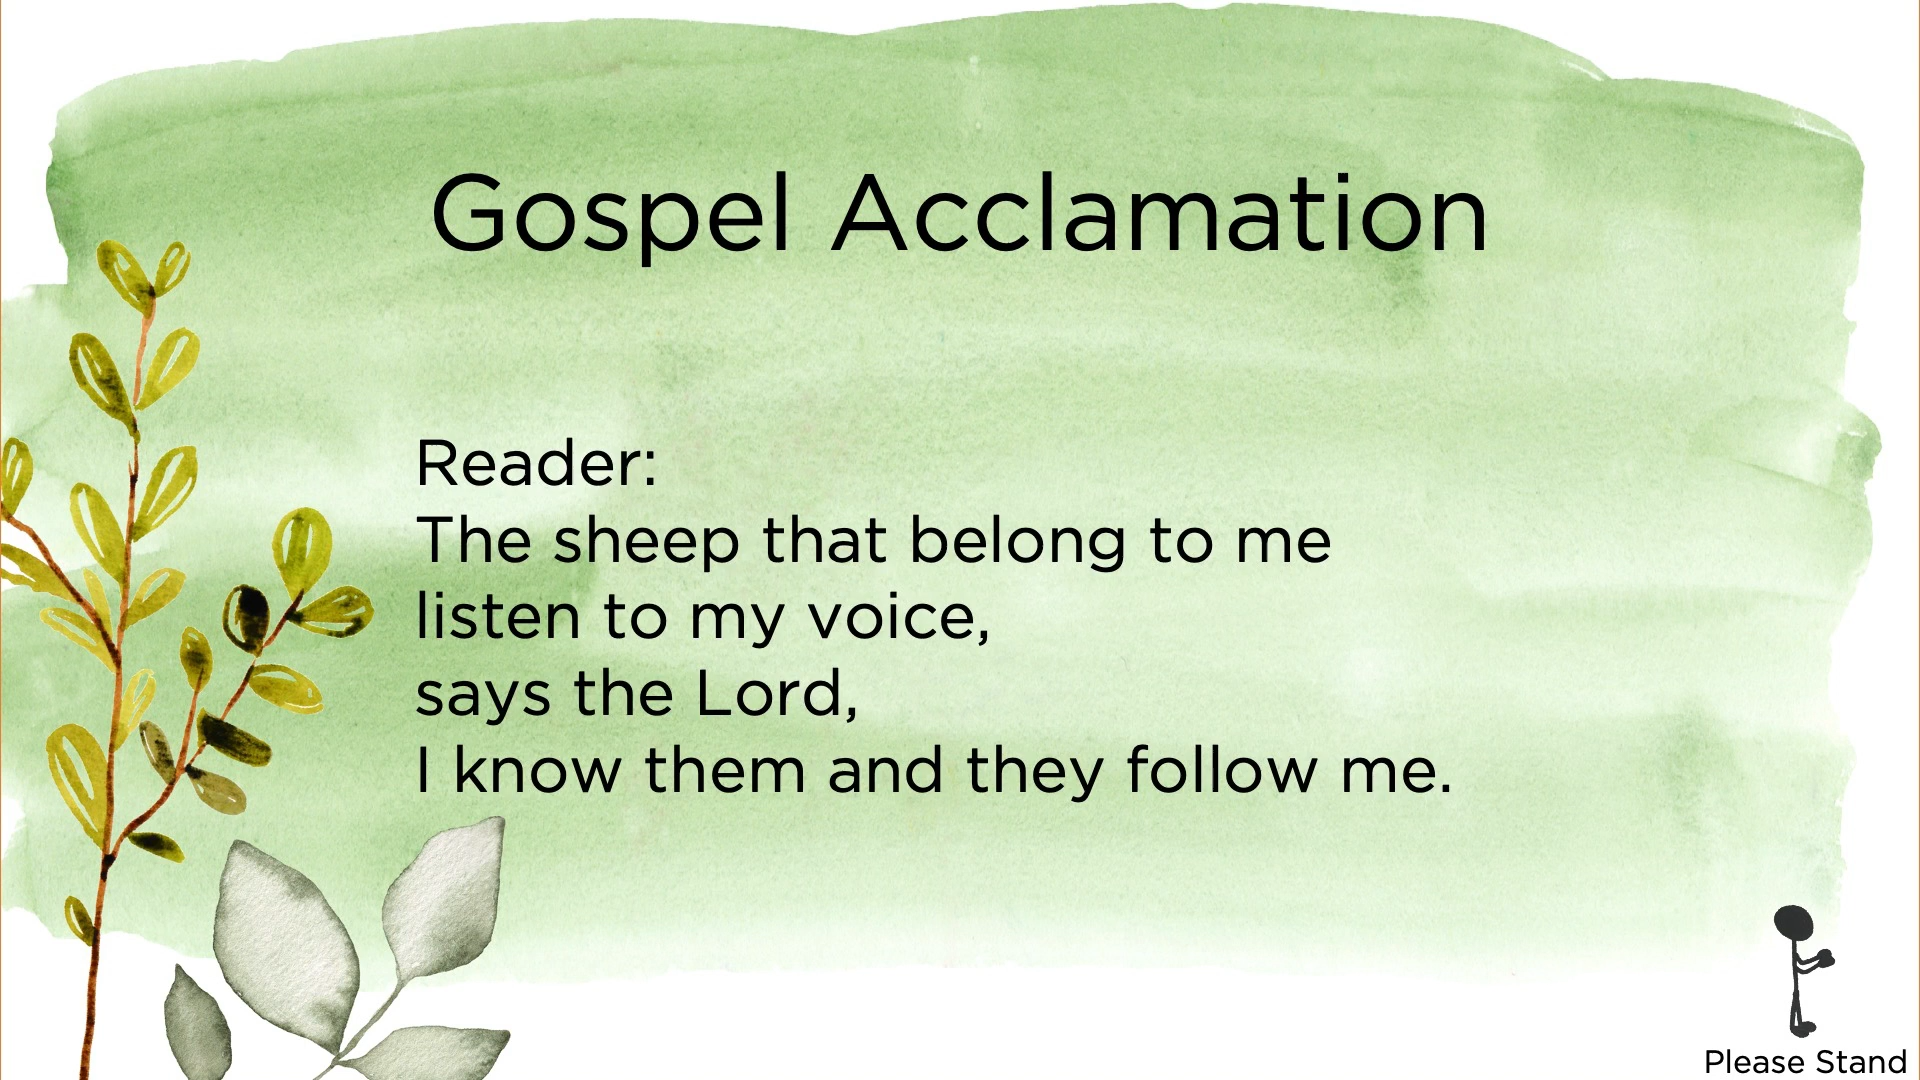 Gospel Acclamation
Reader:
The sheep that belong to me
listen to my voice,
says the Lord,
I know them and they follow me.
Please Stand